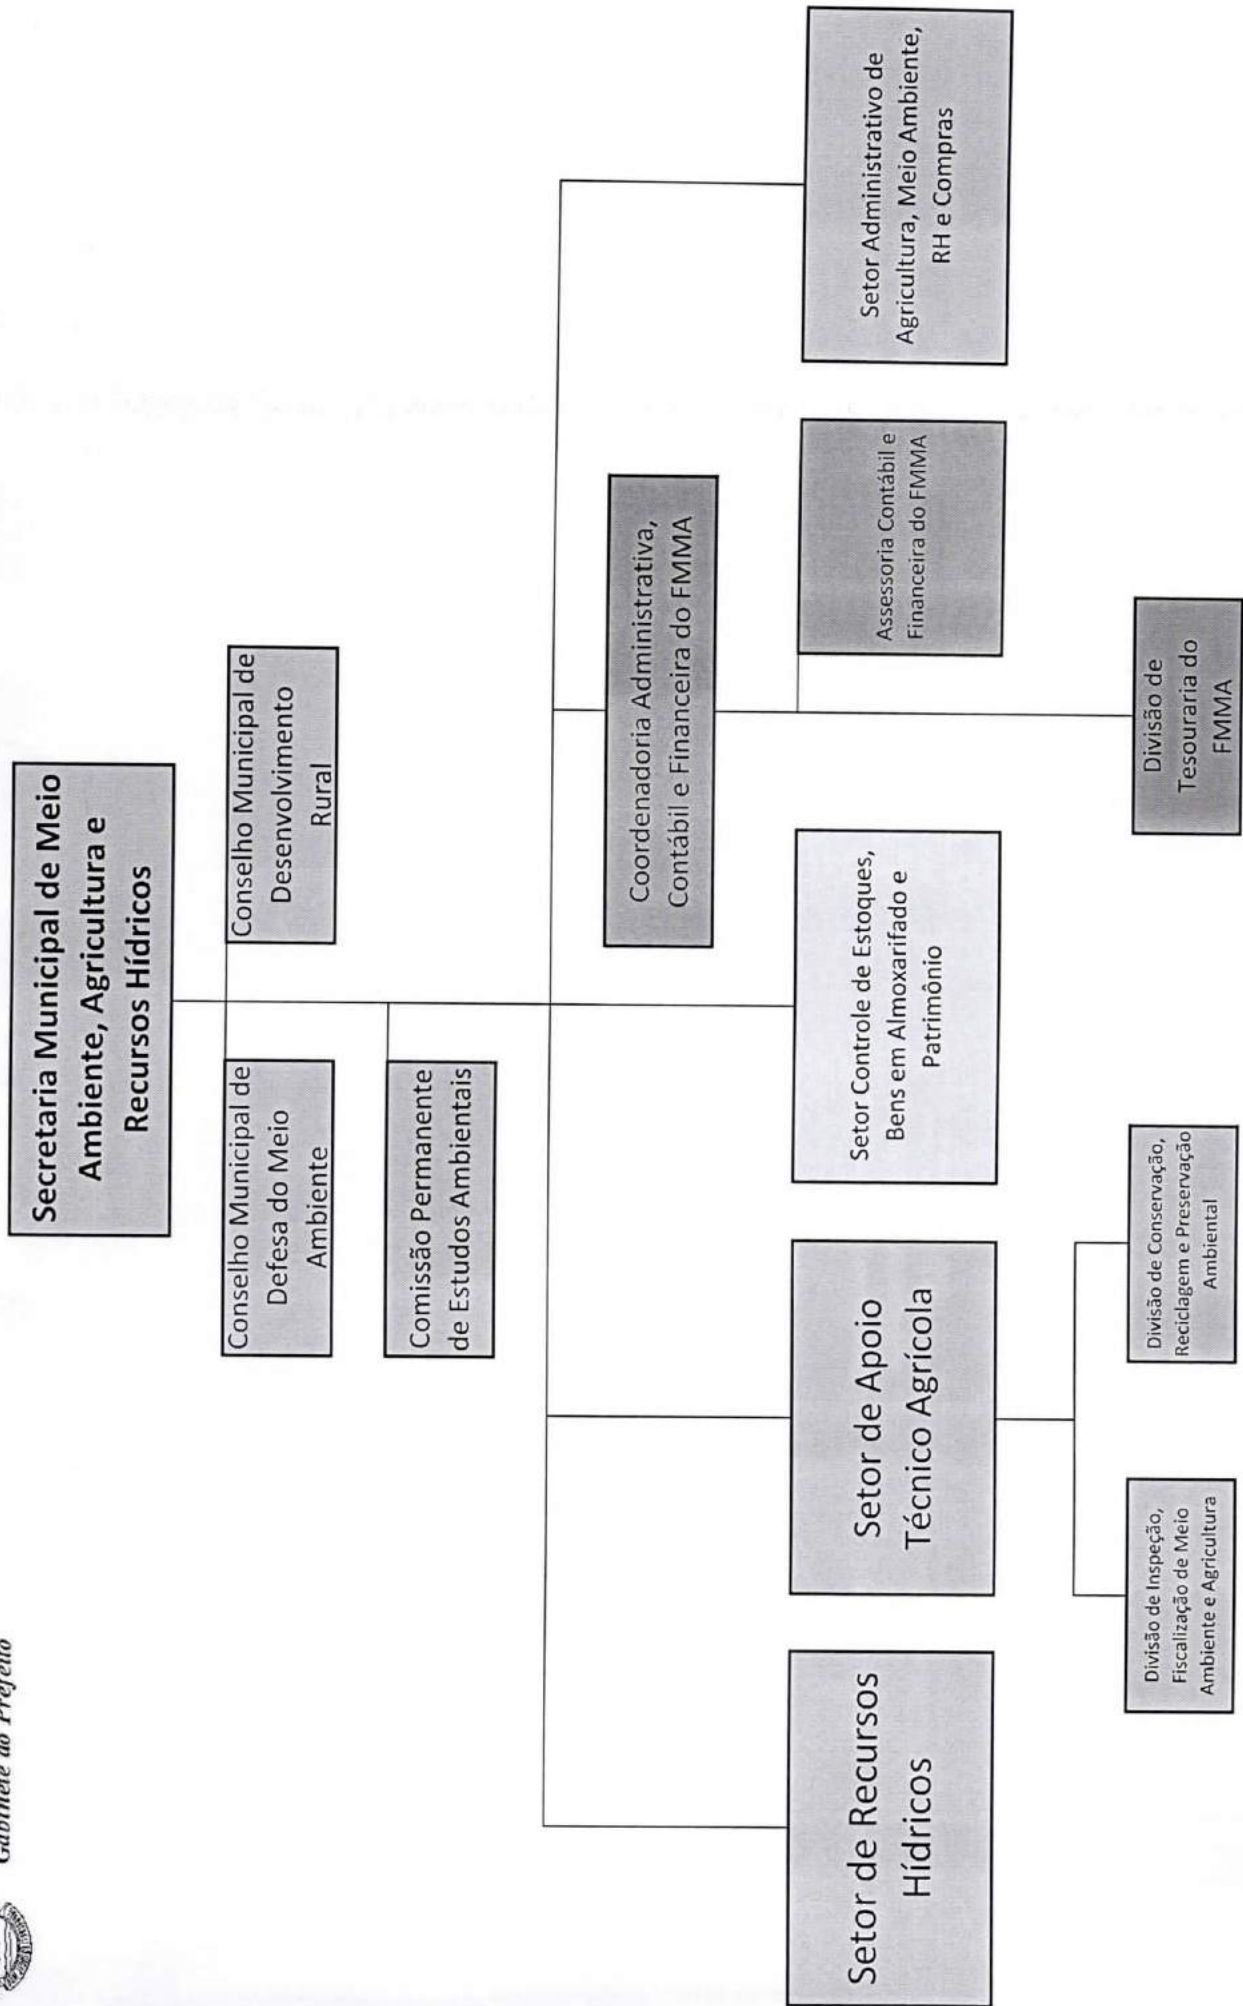 Gabinete do Prefeito
Secretaria Municipal de Meio
Ambiente, Agricultura e
Recursos Hídricos
Conselho Municipal de
Defesa do Meio
Ambiente
Conselho Municipal de
Desenvolvimento
Rural
Comissão Permanente
de Estudos Ambientais
Coordenadoria Administrativa,
Contábil e Financeira do FMMA
Setor de Recursos
Hídricos
Setor de Apoio
Técnico Agrícola
Setor Controle de Estoques,
Bens em Almoxarifado e
Patrimônio
Assessoria Contábil e
Financeira do FMMA
Setor Administrativo de
Agricultura, Meio Ambiente,
RH e Compras
Divisão de Inspeção,
Fiscalização de Meio
Ambiente e Agricultura
Divisão de Conservação,
Reciclagem e Preservação
Ambiental
Divisão de
Tesouraria do
FMMA